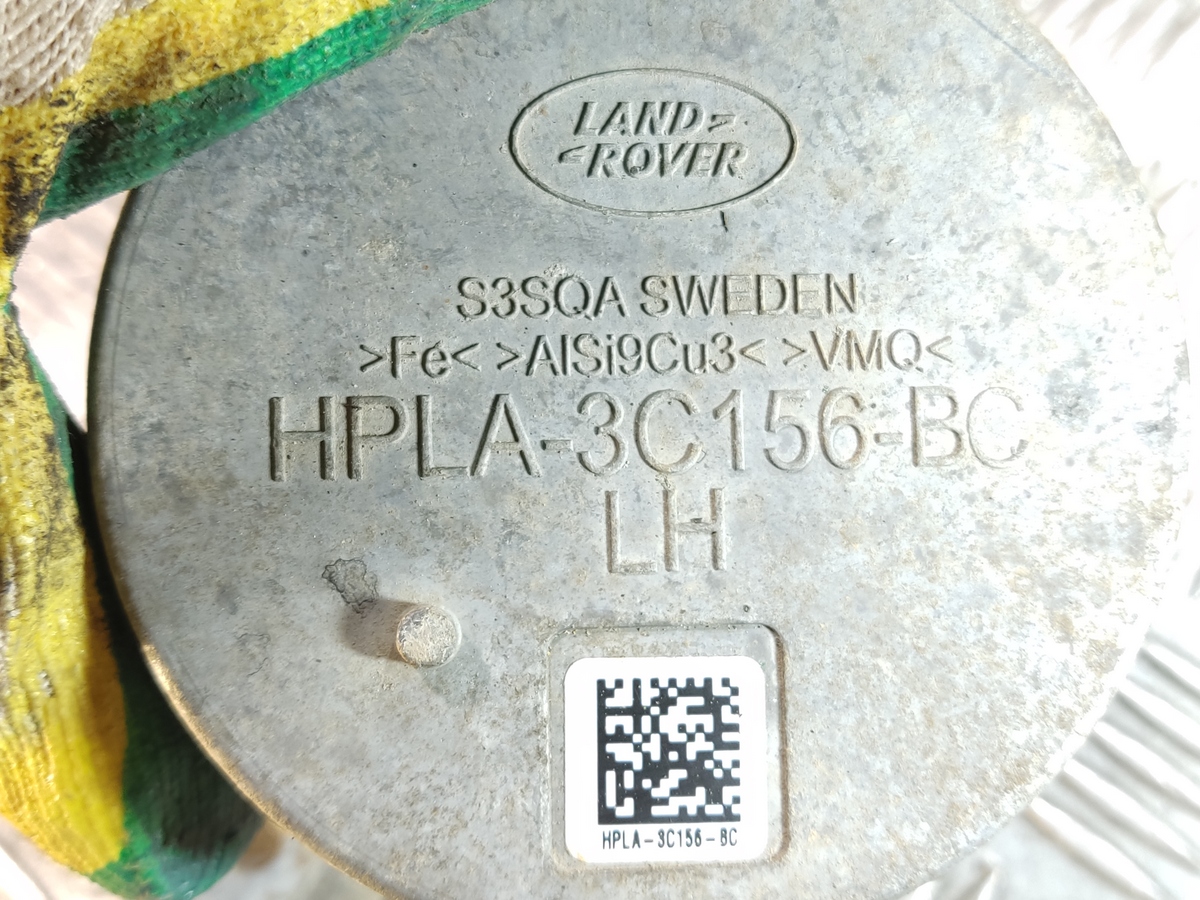 LAND
ROVER
S3SQA SWEDEN
>Fe< >AlSi9Cu3< >VMQ<
HPLA-3C156-BC
LH
HPLA-3C156-BC